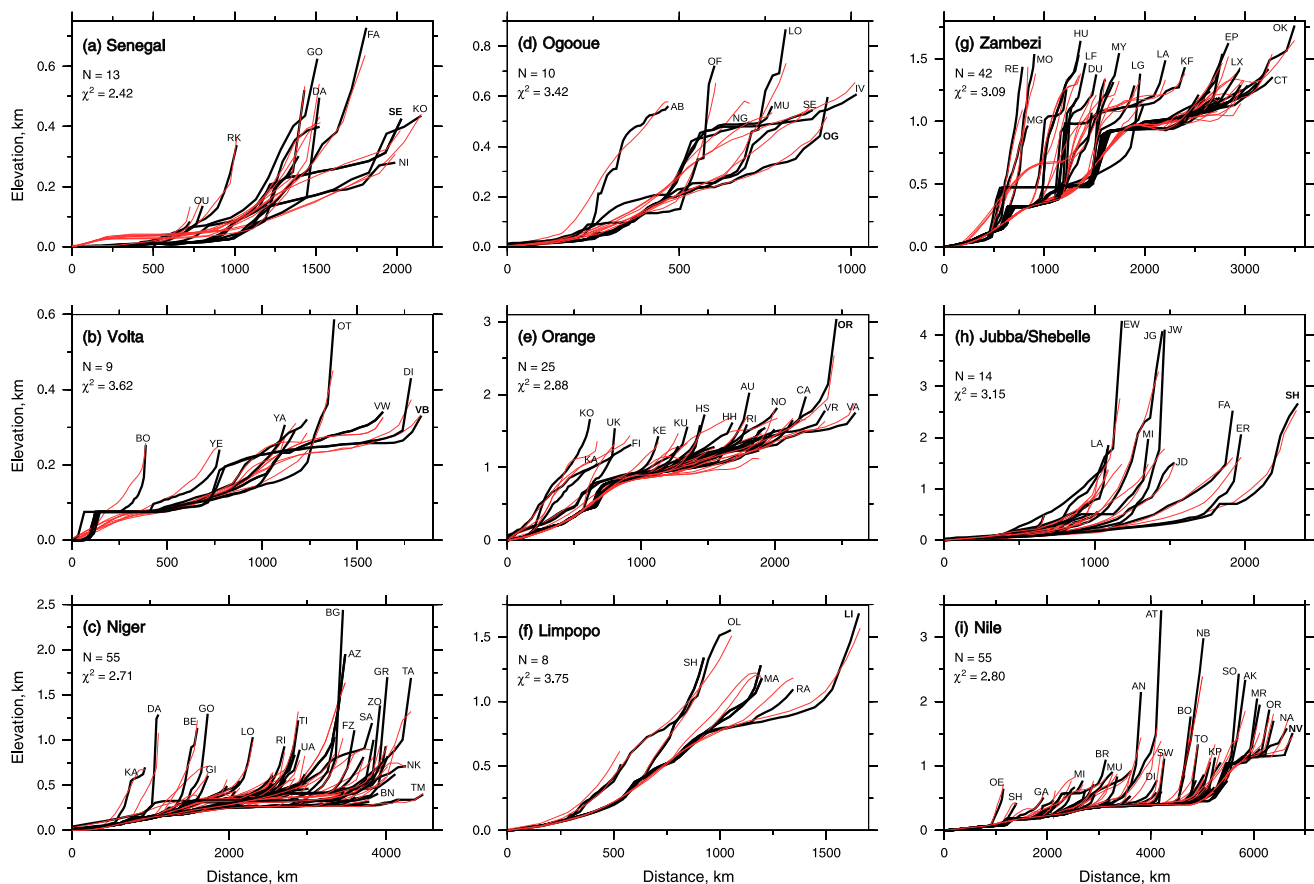 (a) Senegal
N = 13
χ² = 2.42
FA
GO
DA
SE
KO
RK
NI
OU
0.6
0.4
0.2
0.0
Elevation, km
0
500
1000
1500
2000
(d) Ogooue
N = 10
χ² = 3.42
LO
OF
AB
NG
MU
SE
IV
OG
0.8
0.6
0.4
0.2
0.0
0
500
1000
(g) Zambezi
N = 42
χ² = 3.09
RE
MO
MG
HU
LF
DU
MY
LG
LA
KF
EP
LX
OK
CT
1.5
1.0
0.5
0.0
0
1000
2000
3000
(b) Volta
N = 9
χ² = 3.62
OT
DI
VW
VB
YA
YE
BO
0.6
0.4
0.2
0.0
Elevation, km
0
500
1000
1500
(e) Orange
N = 25
χ² = 2.88
OR
KO
UK
KA
FI
KE
KU
HS
HH
AU
RI
NO
CA
VR
VA
3
2
1
0
0
1000
2000
(h) Jubba/Shebelle
N = 14
χ² = 3.15
EW
JG
JW
LA
MI
JD
FA
ER
SH
4
3
2
1
0
0
1000
2000
(c) Niger
N = 55
χ² = 2.71
BG
AZ
GR
TA
ZO
SA
FZ
TI
UA
RI
LO
GO
BE
DA
KA
GI
NK
BN
TM
2.5
2.0
1.5
1.0
0.5
0.0
Elevation, km
0
2000
4000
Distance, km
(f) Limpopo
N = 8
χ² = 3.75
LI
OL
SH
MA
RA
1.5
1.0
0.5
0.0
0
500
1000
1500
Distance, km
(i) Nile
N = 55
χ² = 2.80
AT
NB
AN
SO
AK
BO
MR
OR
NA
NV
TO
KP
SW
DI
BR
MU
MI
GA
SH
OE
3
2
1
0
0
2000
4000
6000
Distance, km